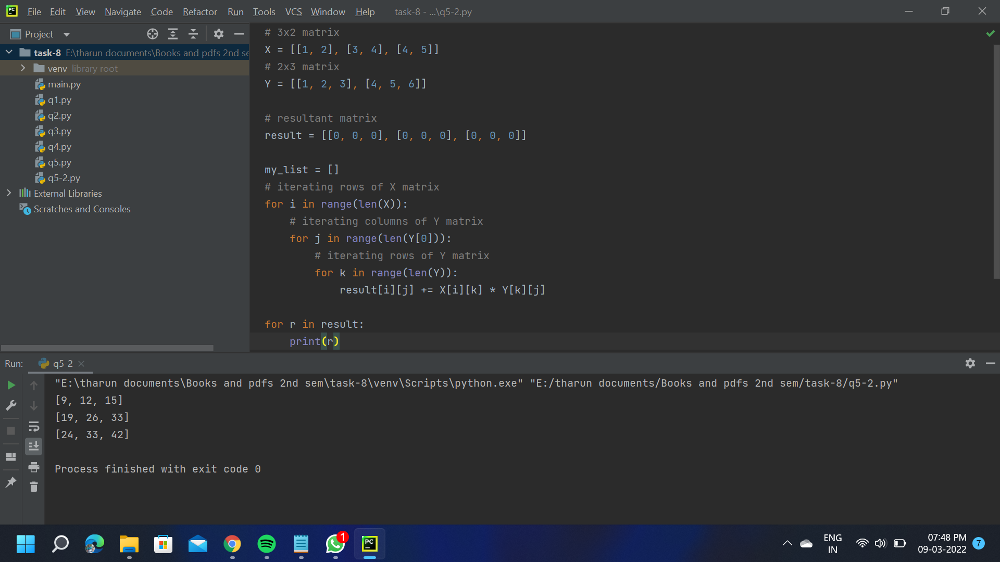 PC File Edit View Navigate Code Refactor Run Tools VCS Window Help task-8 - ...\q5-2.py
Project
task-8 E:\tharun documents\Books and pdfs 2nd se
venv library root
main.py
q1.py
q2.py
q3.py
q4.py
q5.py
q5-2.py
External Libraries
Scratches and Consoles
# 3x2 matrix
X = [[1, 2], [3, 4], [4, 5]]
# 2x3 matrix
Y = [[1, 2, 3], [4, 5, 6]]
# resultant matrix
result = [[0, 0, 0], [0, 0, 0], [0, 0, 0]]
my_list = []
# iterating rows of X matrix
for i in range(len(X)):
    # iterating columns of Y matrix
    for j in range(len(Y[0])):
        # iterating rows of Y matrix
        for k in range(len(Y)):
            result[i][j] += X[i][k] * Y[k][j]
for r in result:
    print(r)
Run: q5-2
"E:\tharun documents\Books and pdfs 2nd sem\task-8\venv\Scripts\python.exe" "E:/tharun documents/Books and pdfs 2nd sem/task-8/q5-2.py"
[9, 12, 15]
[19, 26, 33]
[24, 33, 42]
Process finished with exit code 0
1
PC
ENG
IN
07:48 PM
09-03-2022
7